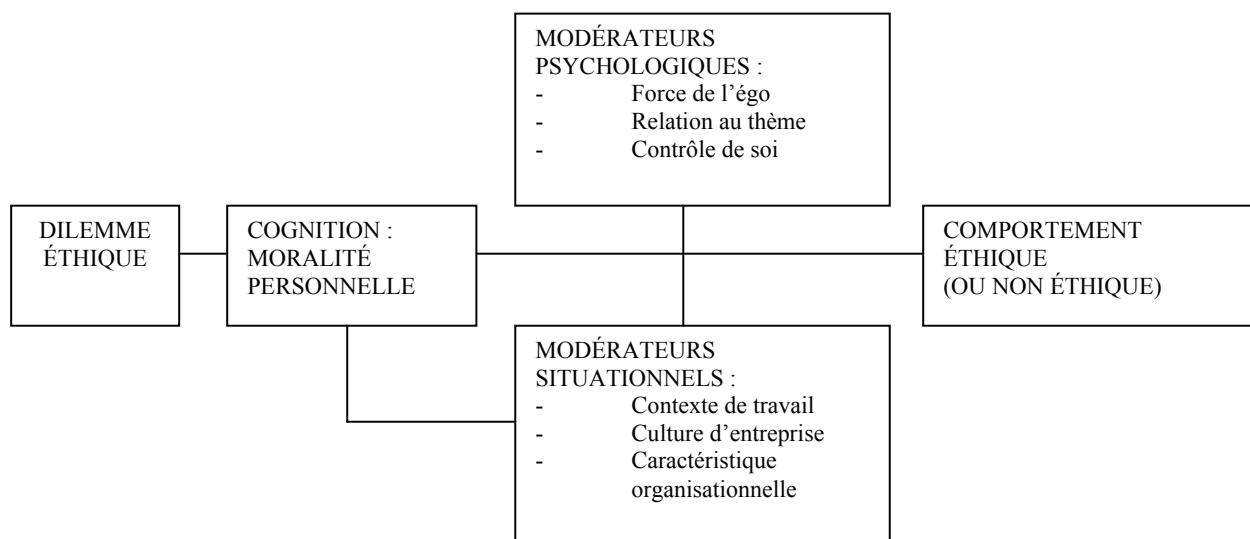 MODÉRATEURS
PSYCHOLOGIQUES :
- Force de l’égo
- Relation au thème
- Contrôle de soi
DILEMME
ÉTHIQUE
COGNITION :
MORALITÉ
PERSONNELLE
COMPORTEMENT
ÉTHIQUE
(OU NON ÉTHIQUE)
MODÉRATEURS
SITUATIONNELS :
- Contexte de travail
- Culture d’entreprise
- Caractéristique
organisationnelle